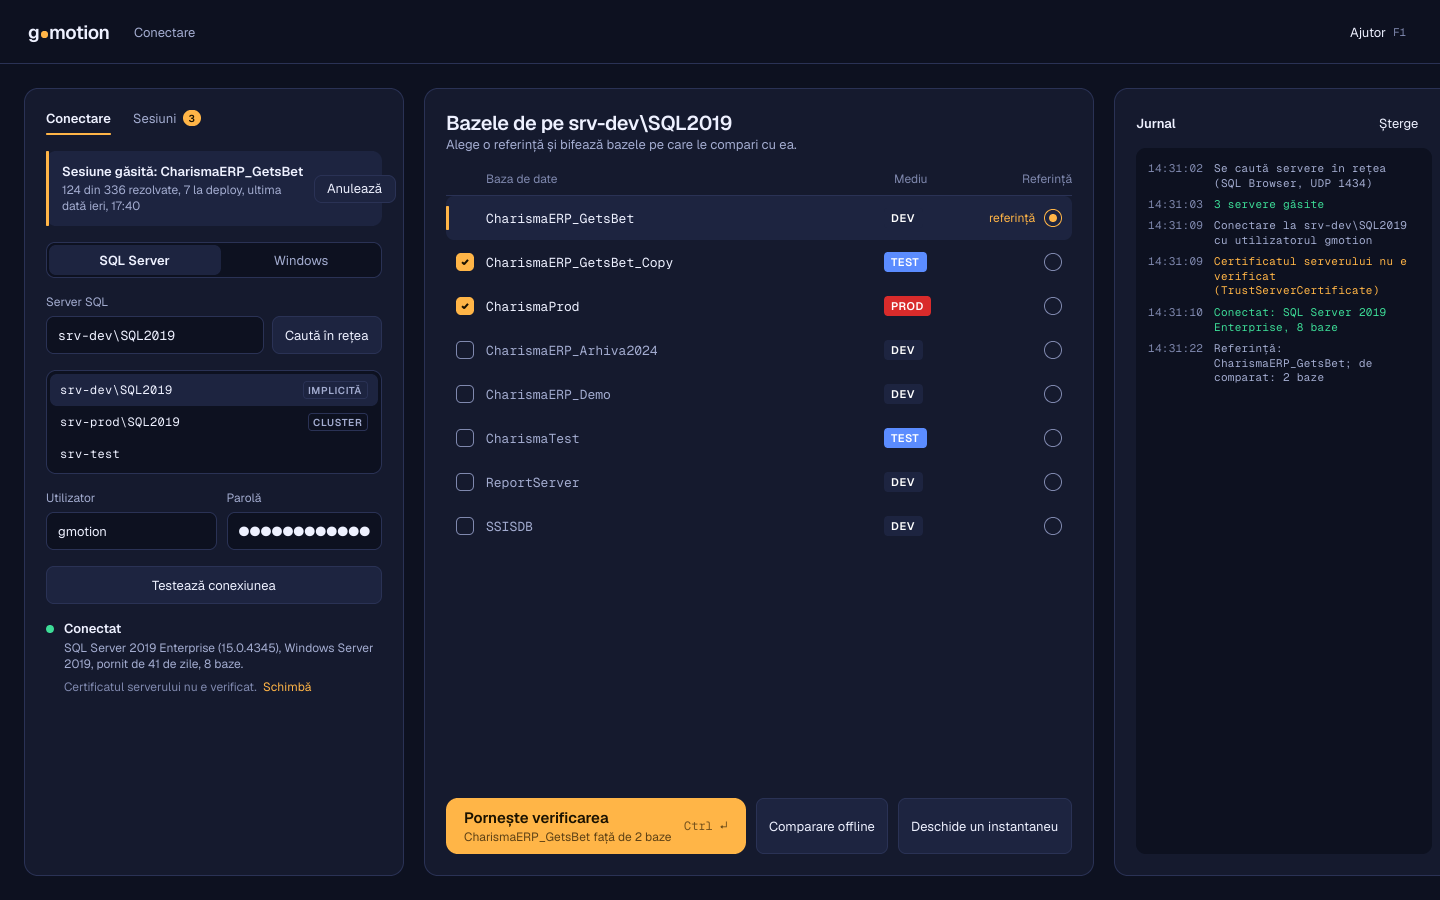 gmotion
Conectare
Ajutor F1
Conectare
Sesiuni 3
Sesiune găsită: CharismaERP_GetsBet
124 din 336 rezolvate, 7 la deploy, ultima
dată ieri, 17:40
Anulează
SQL Server
Windows
Server SQL
srv-dev\SQL2019
Caută în rețea
srv-dev\SQL2019 IMPLICITĂ
srv-prod\SQL2019 CLUSTER
srv-test
Utilizator
Parolă
gmotion
Testează conexiunea
Conectat
SQL Server 2019 Enterprise (15.0.4345), Windows Server
2019, pornit de 41 de zile, 8 baze.
Certificatul serverului nu e verificat. Schimbă
Bazele de pe srv-dev\SQL2019
Alege o referință și bifează bazele pe care le compari cu ea.
Baza de date Mediu Referință
CharismaERP_GetsBet DEV referință
CharismaERP_GetsBet_Copy TEST
CharismaProd PROD
CharismaERP_Arhiva2024 DEV
CharismaERP_Demo DEV
CharismaTest TEST
ReportServer DEV
SSISDB DEV
Pornește verificarea
CharismaERP_GetsBet față de 2 baze
Ctrl ↵
Comparare offline
Deschide un instantaneu
Jurnal
Șterge
14:31:02 Se caută servere în rețea
(SQL Browser, UDP 1434)
14:31:03 3 servere găsite
14:31:09 Conectare la srv-dev\SQL2019
cu utilizatorul gmotion
14:31:09 Certificatul serverului nu e
verificat
(TrustServerCertificate)
14:31:10 Conectat: SQL Server 2019
Enterprise, 8 baze
14:31:22 Referință:
CharismaERP_GetsBet; de
comparat: 2 baze